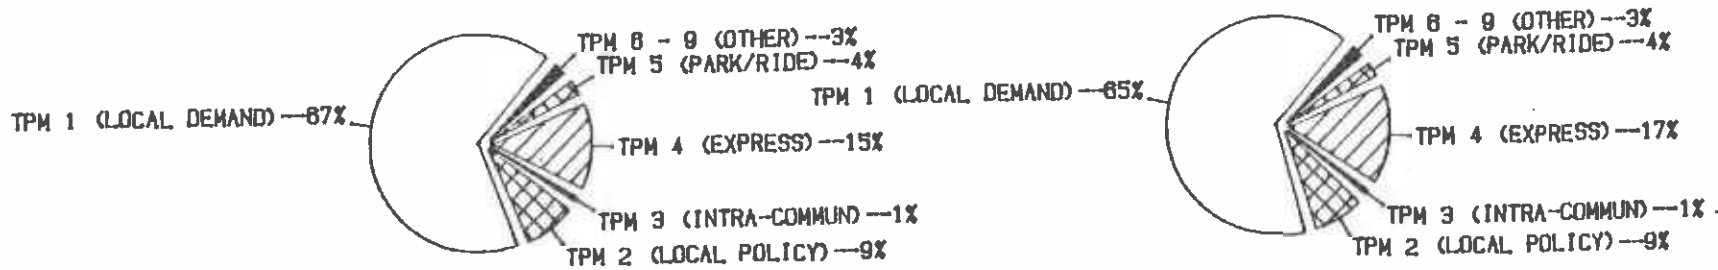 TPM 6 - 9 (OTHER)--3%
TPM 5 (PARK/RIDE)--4%
TPM 1 (LOCAL DEMAND)--67%
TPM 4 (EXPRESS)--15%
TPM 3 (INTRA-COMMUN)--1%
TPM 2 (LOCAL POLICY)--9%
TPM 6 - 9 (OTHER)--3%
TPM 5 (PARK/RIDE)--4%
TPM 1 (LOCAL DEMAND)--65%
TPM 4 (EXPRESS)--17%
TPM 3 (INTRA-COMMUN)--1%
TPM 2 (LOCAL POLICY)--9%